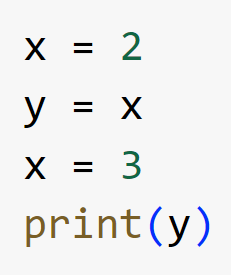 x = 2
y = x
x = 3
print(y)